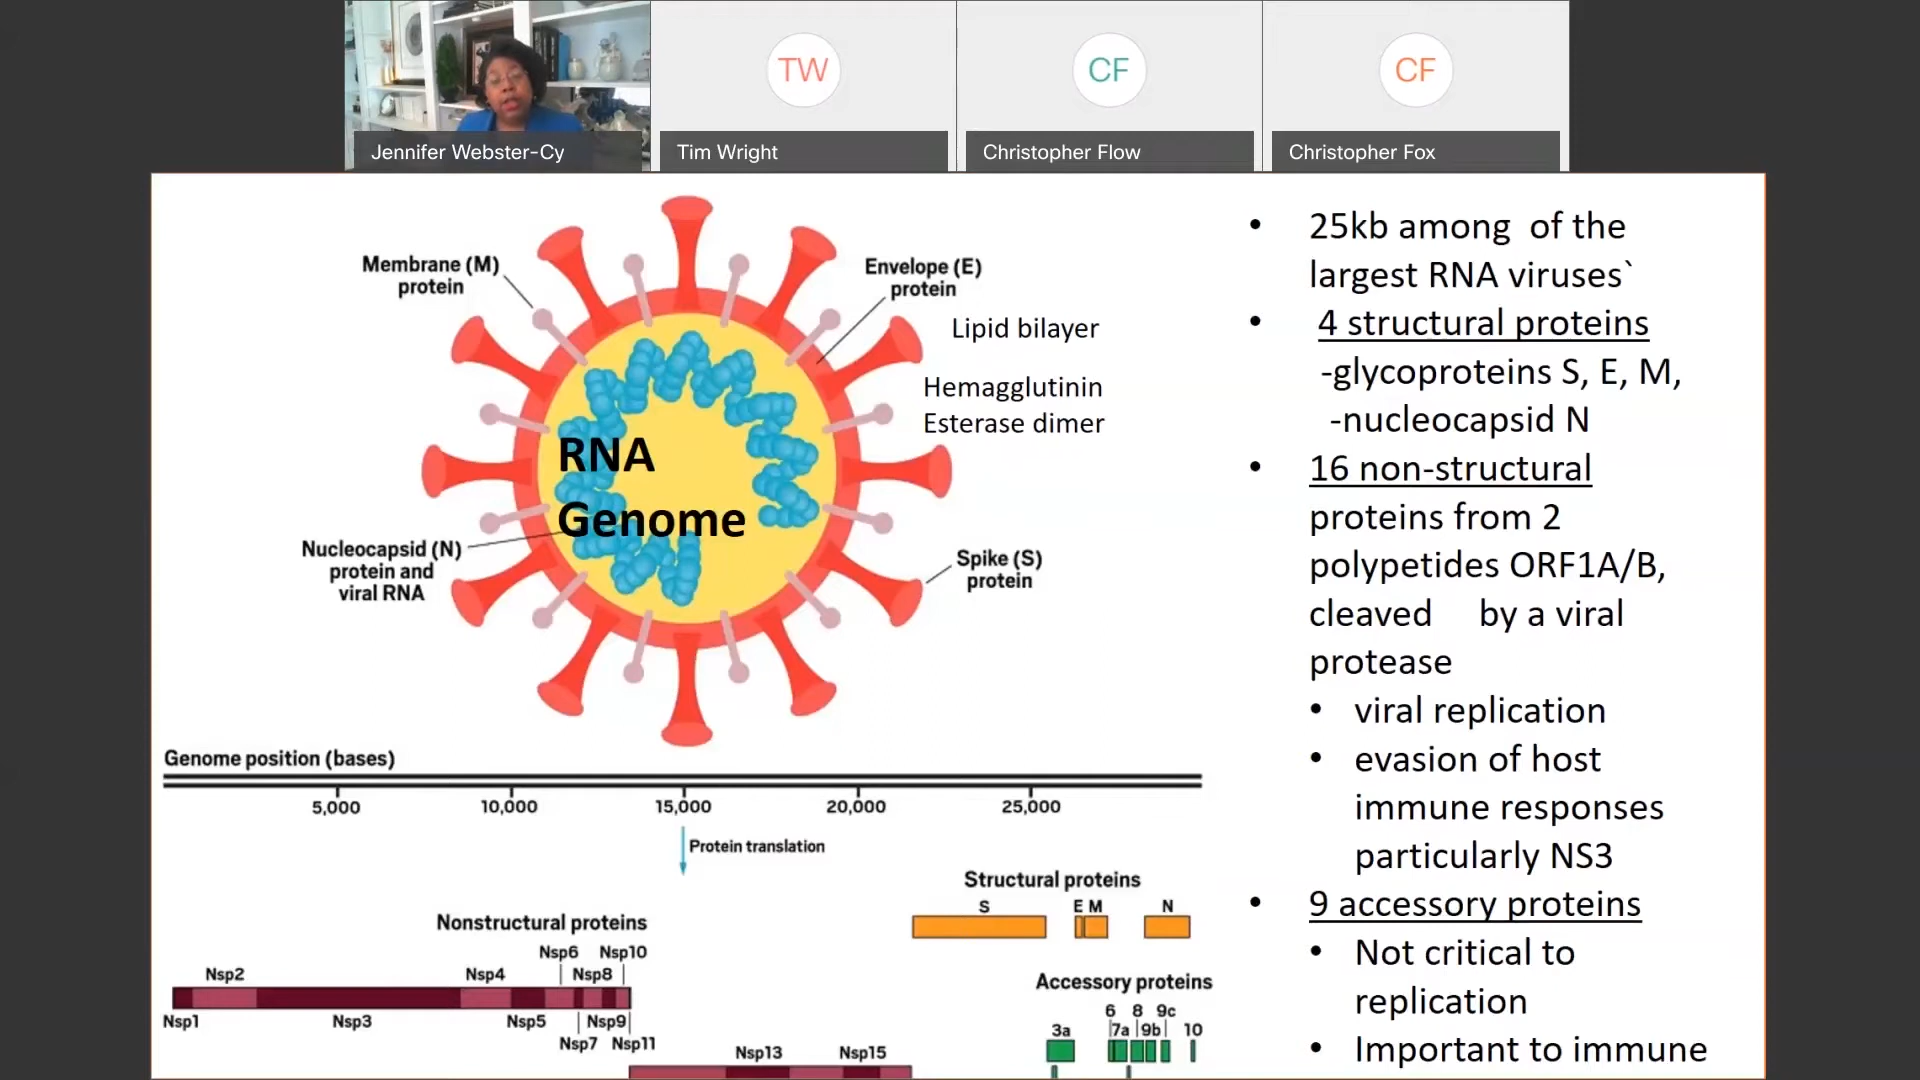 TW
CF
CF
Jennifer Webster-Cy
Tim Wright
Christopher Flow
Christopher Fox
Membrane (M)
protein
Envelope (E)
protein
Lipid bilayer
Hemagglutinin
Esterase dimer
RNA
Genome
Nucleocapsid (N)
protein and
viral RNA
Spike (S)
protein
Genome position (bases)
5,000 10,000 15,000 20,000 25,000
Protein translation
Structural proteins
S E M N
Nonstructural proteins
Nsp6 Nsp10
Nsp2 Nsp4 Nsp8
Nsp1 Nsp3 Nsp5 Nsp9
Nsp7 Nsp11
Nsp13 Nsp15
Accessory proteins
6 8 9c
3a 7a 9b 10
• 25kb among of the
largest RNA viruses`
• 4 structural proteins
-glycoproteins S, E, M,
-nucleocapsid N
• 16 non-structural
proteins from 2
polypetides ORF1A/B,
cleaved by a viral
protease
• viral replication
• evasion of host
immune responses
particularly NS3
• 9 accessory proteins
• Not critical to
replication
• Important to immune